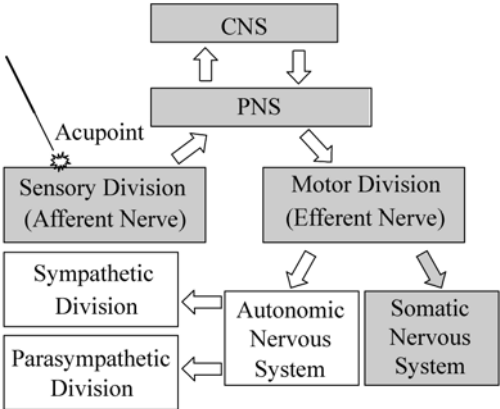 CNS
PNS
Acupoint
Sensory Division
(Afferent Nerve)
Motor Division
(Efferent Nerve)
Sympathetic
Division
Parasympathetic
Division
Autonomic
Nervous
System
Somatic
Nervous
System